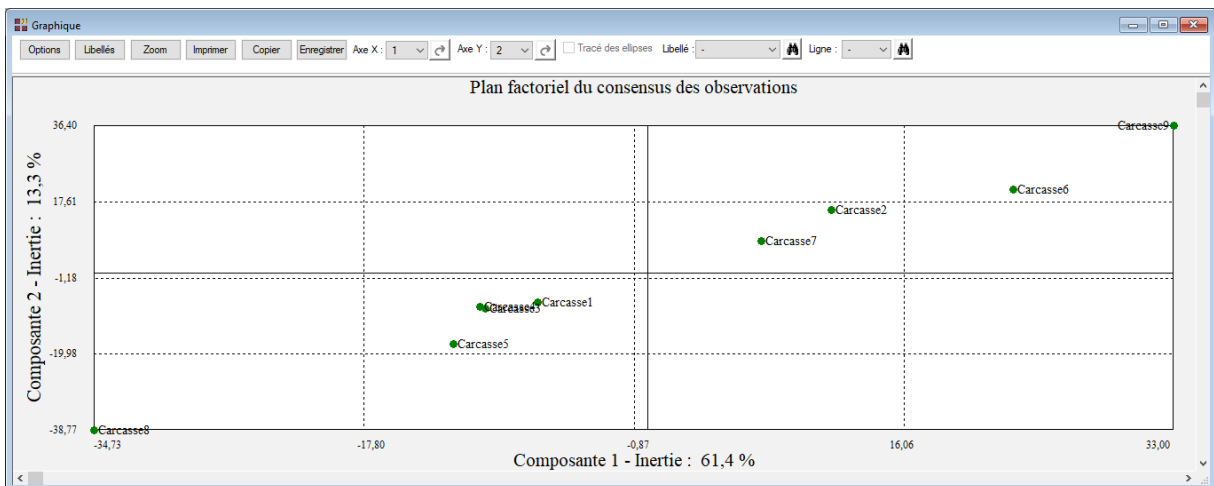 Graphique
Options Libellés Zoom Imprimer Copier Enregistrer Axe X : 1 Axe Y : 2 Tracé des ellipses Libellé : - Ligne : -
Plan factoriel du consensus des observations
36,40
Carcasse9
Carcasse6
17,61
Carcasse2
Carcasse7
-1,18
Carcasse1
Carcasse4
Carcasse3
Carcasse5
-19,98
-38,77
Carcasse8
Composante 2 - Inertie : 13,3 %
-34,73 -17,80 -0,87 16,06 33,00
Composante 1 - Inertie : 61,4 %